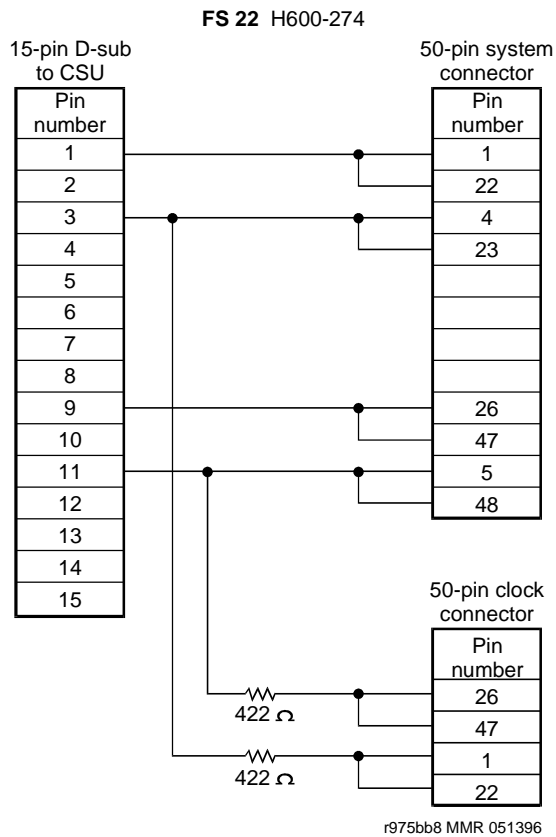 FS 22 H600-274
15-pin D-sub
to CSU
Pin
number
1
2
3
4
5
6
7
8
9
10
11
12
13
14
15
50-pin system
connector
Pin
number
1
22
4
23
26
47
5
48
50-pin clock
connector
Pin
number
26
47
1
22
422 Ω
422 Ω
r975bb8 MMR 051396